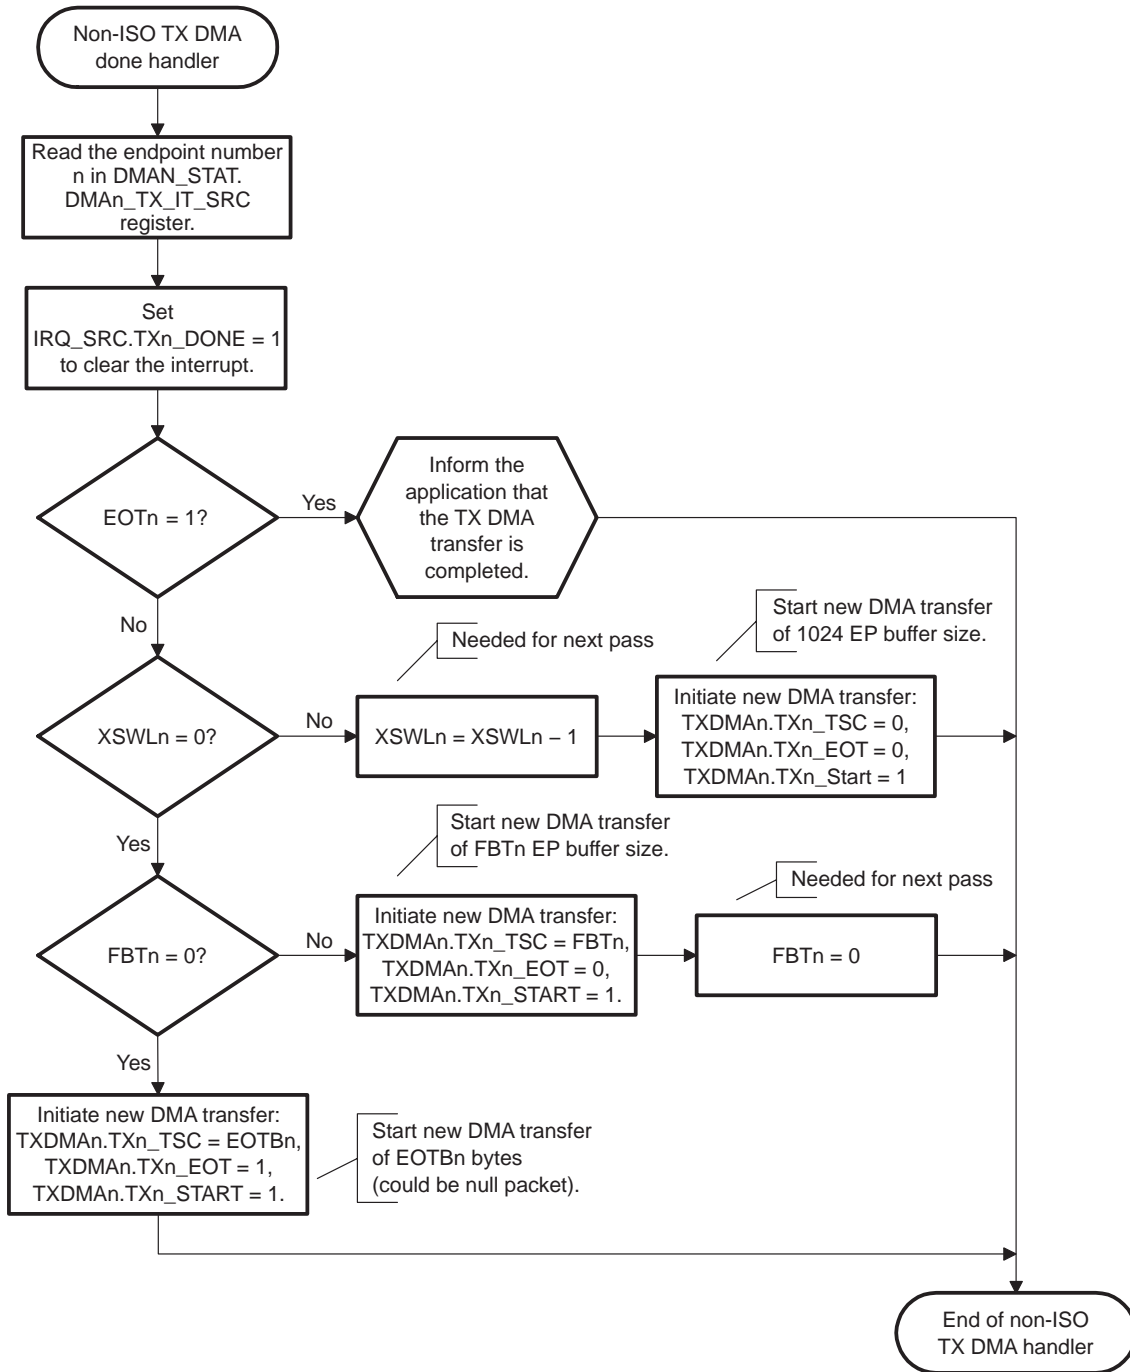 Non-ISO TX DMA
done handler
Read the endpoint number
n in DMAN_STAT.
DMAn_TX_IT_SRC
register.
Set
IRQ_SRC.TXn_DONE = 1
to clear the interrupt.
EOTn = 1?
Yes
Inform the
application that
the TX DMA
transfer is
completed.
No
Needed for next pass
Start new DMA transfer
of 1024 EP buffer size.
XSWLn = 0?
No
XSWLn = XSWLn − 1
Initiate new DMA transfer:
TXDMAn.TXn_TSC = 0,
TXDMAn.TXn_EOT = 0,
TXDMAn.TXn_Start = 1
Yes
Start new DMA transfer
of FBTn EP buffer size.
Needed for next pass
FBTn = 0?
No
Initiate new DMA transfer:
TXDMAn.TXn_TSC = FBTn,
TXDMAn.TXn_EOT = 0,
TXDMAn.TXn_START = 1.
FBTn = 0
Yes
Initiate new DMA transfer:
TXDMAn.TXn_TSC = EOTBn,
TXDMAn.TXn_EOT = 1,
TXDMAn.TXn_START = 1.
Start new DMA transfer
of EOTBn bytes
(could be null packet).
End of non-ISO
TX DMA handler